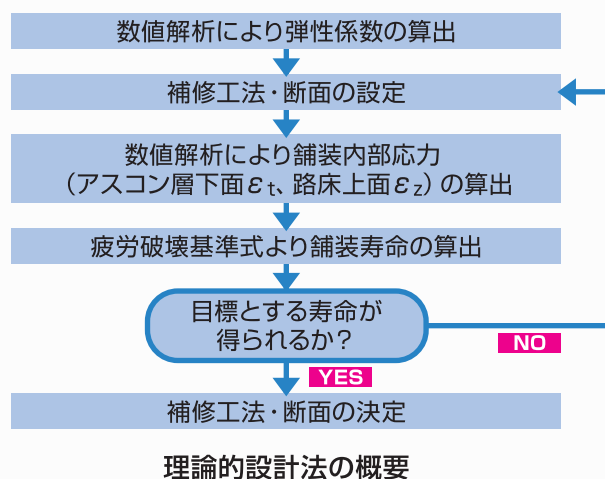 数値解析により弾性係数の算出
補修工法・断面の設定
数値解析により舗装内部応力
（アスコン層下面εt、路床上面εz）の算出
疲労破壊基準式より舗装寿命の算出
目標とする寿命が
得られるか？
NO
YES
補修工法・断面の決定
理論的設計法の概要